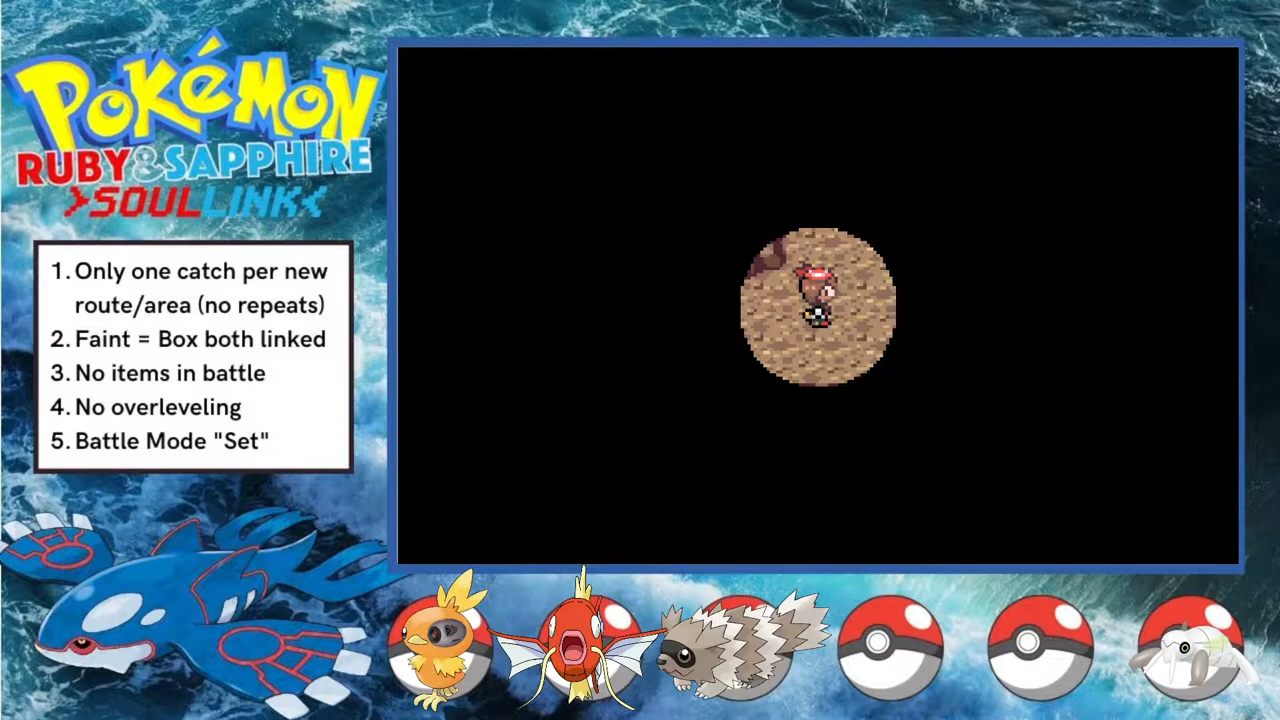 POKéMON
RUBY&SAPPHIRE
>SOULLINK<
1. Only one catch per new
route/area (no repeats)
2. Faint = Box both linked
3. No items in battle
4. No overleveling
5. Battle Mode "Set"